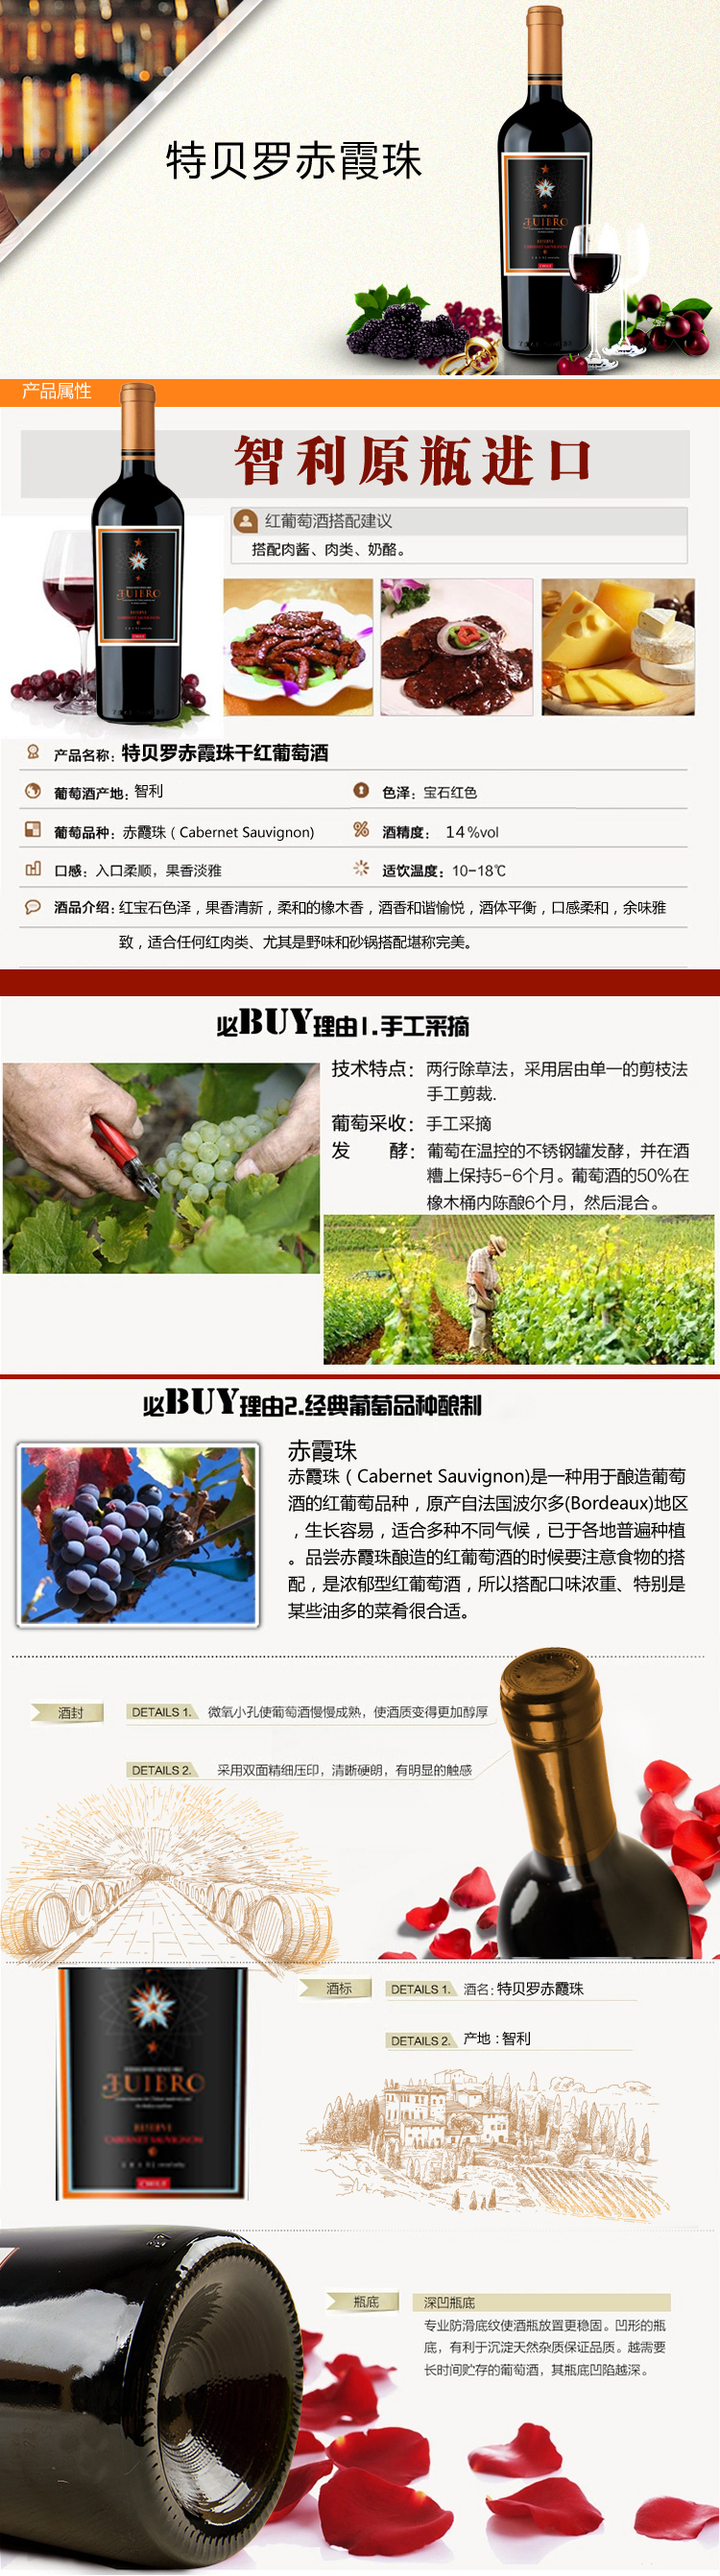 特贝罗赤霞珠
产品属性
智利原瓶进口
红葡萄酒搭配建议
搭配肉酱、肉类、奶酪。
产品名称：特贝罗赤霞珠干红葡萄酒
葡萄酒产地：智利
色泽：宝石红色
葡萄品种：赤霞珠（Cabernet Sauvignon)
酒精度：14%vol
口感：入口柔顺，果香淡雅
适饮温度：10-18℃
酒品介绍：红宝石色泽，果香清新，柔和的橡木香，酒香和谐愉悦，酒体平衡，口感柔和，余味雅
致，适合任何红肉类、尤其是野味和砂锅搭配堪称完美。
必BUY理由1.手工采摘
技术特点：两行除草法，采用居由单一的剪枝法
手工剪裁.
葡萄采收：手工采摘
发 酵：葡萄在温控的不锈钢罐发酵，并在酒
糟上保持5-6个月。葡萄酒的50%在
橡木桶内陈酿6个月，然后混合。
必BUY理由2.经典葡萄品种酿制
赤霞珠
赤霞珠（Cabernet Sauvignon)是一种用于酿造葡萄
酒的红葡萄品种，原产自法国波尔多(Bordeaux)地区
，生长容易，适合多种不同气候，已于各地普遍种植
。品尝赤霞珠酿造的红葡萄酒的时候要注意食物的搭
配，是浓郁型红葡萄酒，所以搭配口味浓重、特别是
某些油多的菜肴很合适。
酒封
DETAILS 1. 微氧小孔使葡萄酒慢慢成熟，使酒质变得更加醇厚
DETAILS 2. 采用双面精细压印，清晰硬朗，有明显的触感
酒标
DETAILS 1. 酒名：特贝罗赤霞珠
DETAILS 2. 产地：智利
TUIBRO
RESERVE
CABERNET SAUVIGNON
CHILE
瓶底
深凹瓶底
专业防滑底纹使酒瓶放置更稳固。凹形的瓶
底，有利于沉淀天然杂质保证品质。越需要
长时间贮存的葡萄酒，其瓶底凹陷越深。